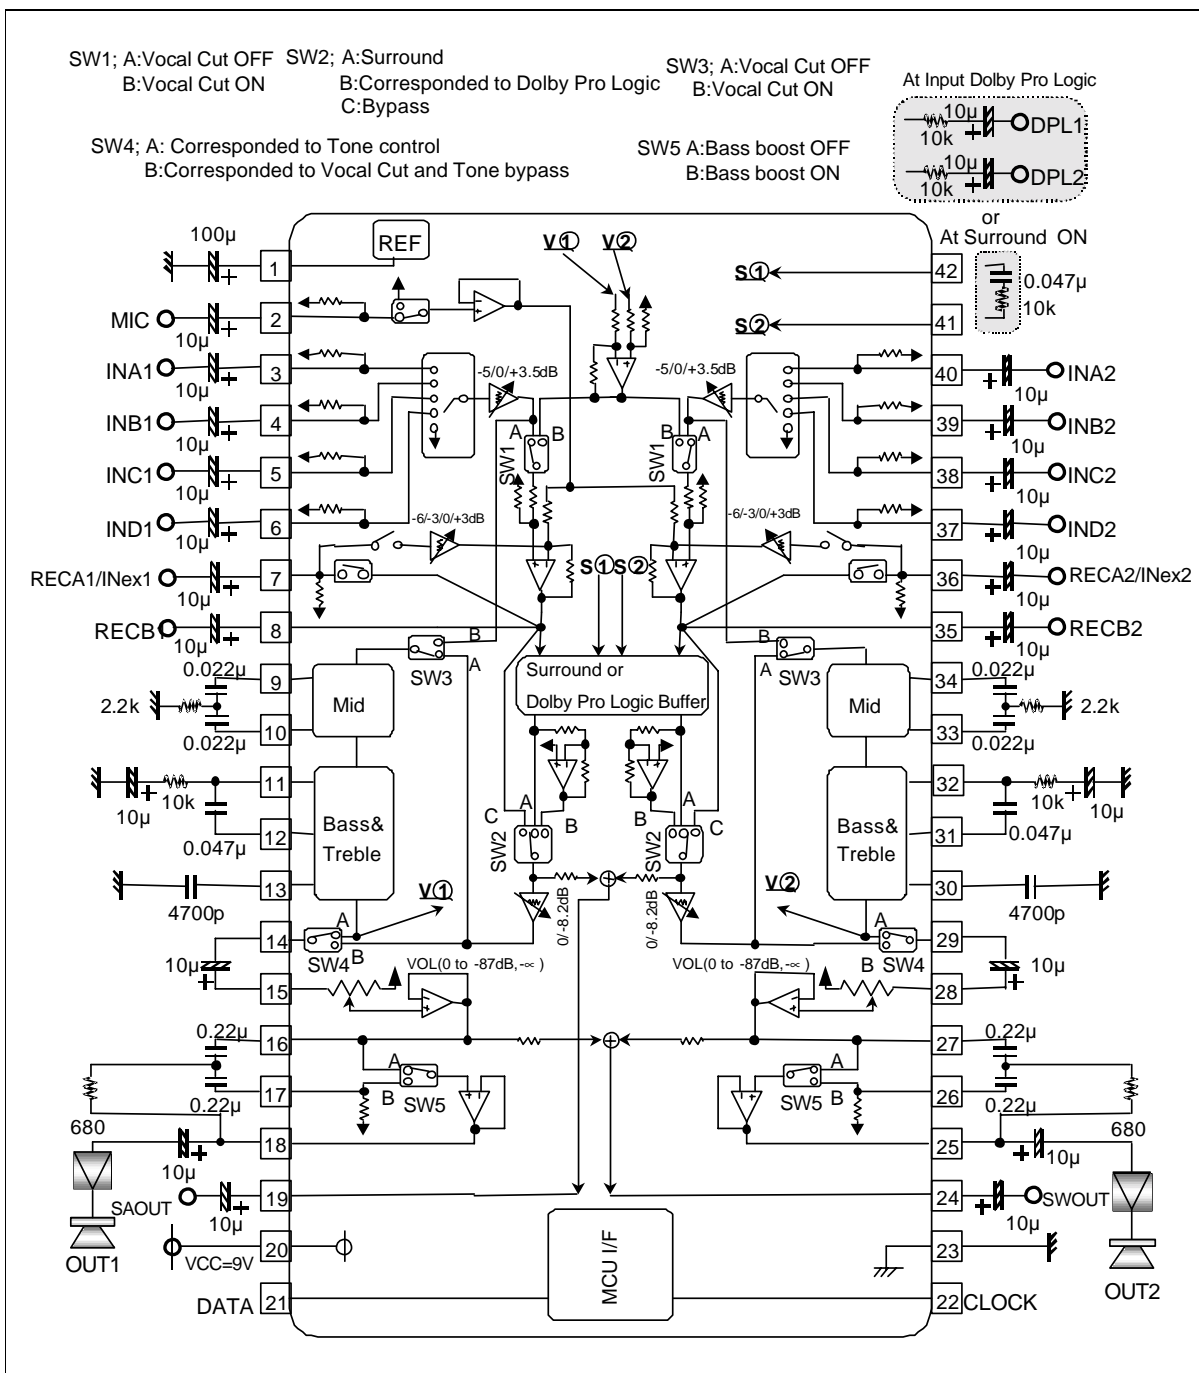 SW1; A:Vocal Cut OFF
B:Vocal Cut ON
SW2; A:Surround
B:Corresponded to Dolby Pro Logic
C:Bypass
SW3; A:Vocal Cut OFF
B:Vocal Cut ON
SW4; A: Corresponded to Tone control
B:Corresponded to Vocal Cut and Tone bypass
SW5 A:Bass boost OFF
B:Bass boost ON
At Input Dolby Pro Logic
10µ
+
DPL1
10k
10µ
+
DPL2
10k
or
At Surround ON
0.047µ
10k
100µ
+
1
REF
V①
V②
S①
42
MIC
10µ
+
2
S②
41
INA1
10µ
+
3
-5/0/+3.5dB
-5/0/+3.5dB
40
+
10µ
INA2
INB1
10µ
+
4
A
B
B
A
39
+
10µ
INB2
SW1
SW1
INC1
10µ
+
5
38
+
10µ
INC2
IND1
10µ
+
6
-6/-3/0/+3dB
-6/-3/0/+3dB
37
+
10µ
IND2
RECA1/INex1
10µ
+
7
S①
S②
36
+
10µ
RECA2/INex2
RECB1
10µ
+
8
35
+
10µ
RECB2
B
A
SW3
B
A
SW3
Surround or
Dolby Pro Logic Buffer
0.022µ
9
Mid
Mid
34
0.022µ
2.2k
2.2k
0.022µ
10
33
0.022µ
10µ
+
10k
11
32
10k
+
10µ
Bass&
Treble
Bass&
Treble
0.047µ
12
31
0.047µ
C
A
B
SW2
B
A
C
SW2
4700p
13
30
4700p
0/-8.2dB
0/-8.2dB
V①
V②
14
A
B
SW4
A
B
SW4
29
10µ
+
10µ
+
15
VOL(0 to -87dB,-∞ )
VOL(0 to -87dB,-∞ )
28
0.22µ
16
27
0.22µ
A
B
SW5
A
B
SW5
0.22µ
17
26
0.22µ
680
680
10µ
+
18
25
+
10µ
SAOUT
10µ
+
19
24
+
10µ
SWOUT
OUT1
OUT2
VCC=9V
20
23
MCU I/F
DATA
21
22
CLOCK